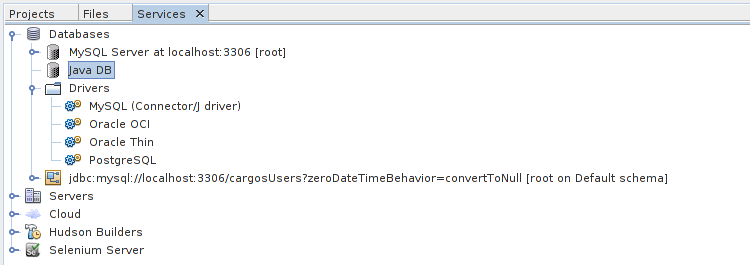 Projects Files Services
Databases
MySQL Server at localhost:3306 [root]
Java DB
Drivers
MySQL (Connector/J driver)
Oracle OCI
Oracle Thin
PostgreSQL
jdbc:mysql://localhost:3306/cargosUsers?zeroDateTimeBehavior=convertToNull [root on Default schema]
Servers
Cloud
Hudson Builders
Selenium Server